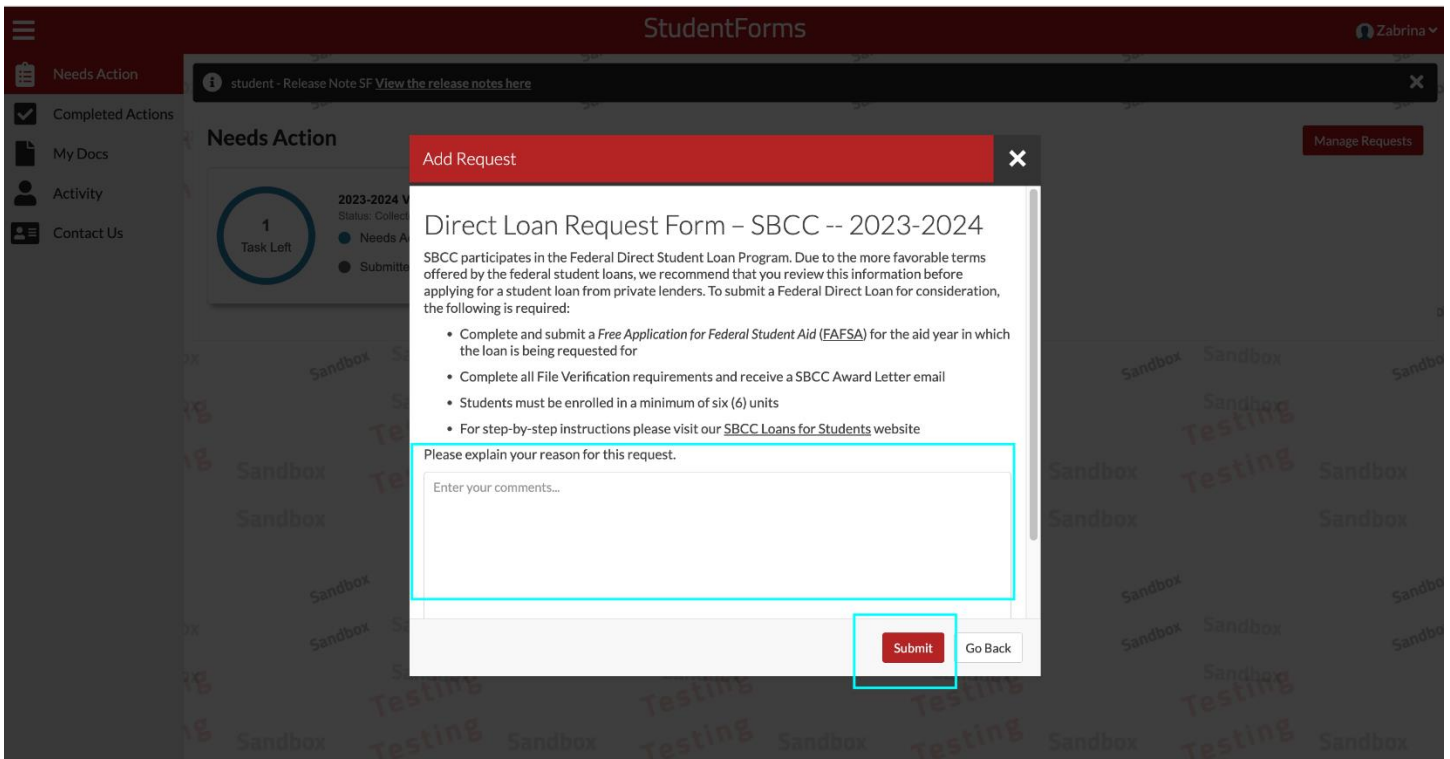 StudentForms
Zabrina
Needs Action
student - Release Note SF View the release notes here
Completed Actions
My Docs
Activity
Contact Us
Needs Action
Manage Requests
1
Task Left
2023-2024 V
Status: Collect
Needs A
Submitte
Add Request
Direct Loan Request Form – SBCC -- 2023-2024
SBCC participates in the Federal Direct Student Loan Program. Due to the more favorable terms
offered by the federal student loans, we recommend that you review this information before
applying for a student loan from private lenders. To submit a Federal Direct Loan for consideration,
the following is required:
• Complete and submit a Free Application for Federal Student Aid (FAFSA) for the aid year in which
the loan is being requested for
• Complete all File Verification requirements and receive a SBCC Award Letter email
• Students must be enrolled in a minimum of six (6) units
• For step-by-step instructions please visit our SBCC Loans for Students website
Please explain your reason for this request.
Enter your comments...
Submit
Go Back
Sandbox
Testing